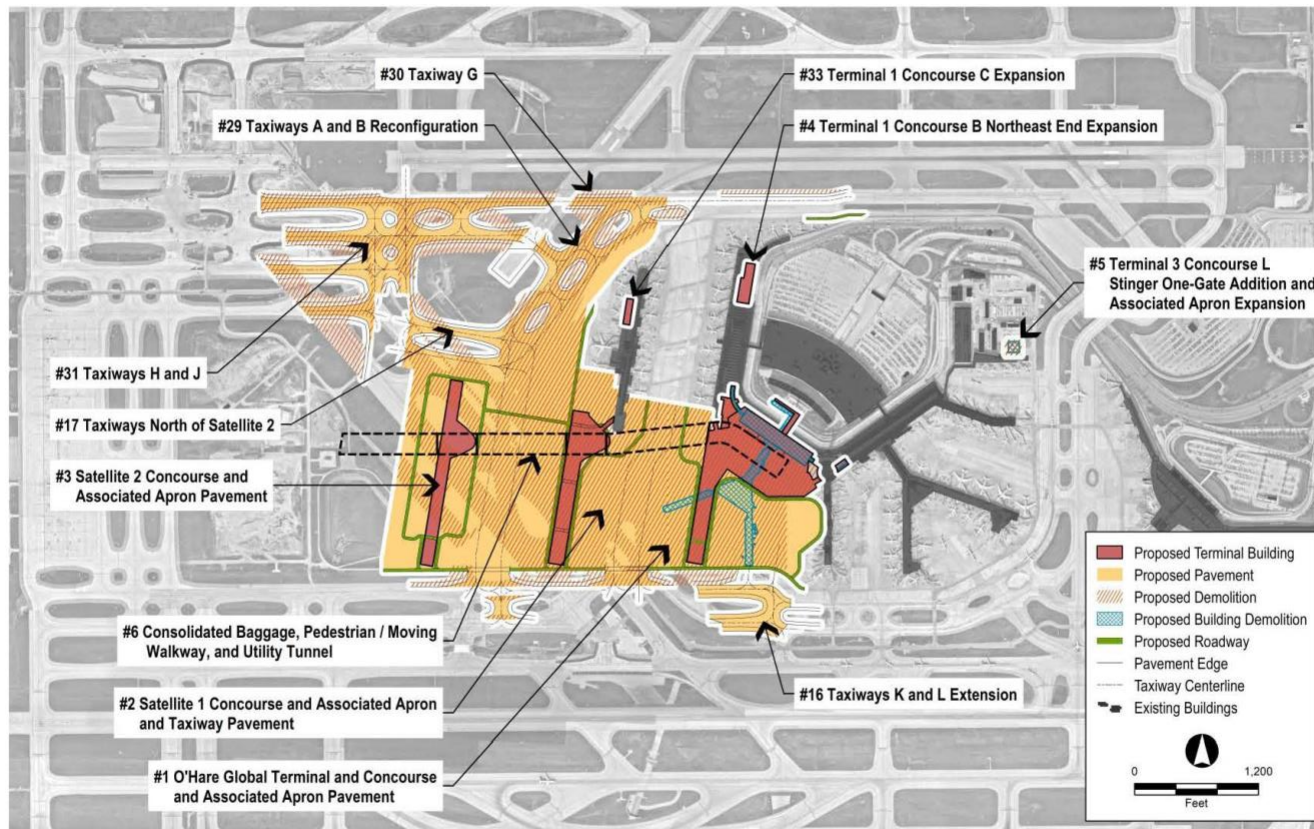 #30 Taxiway G
#33 Terminal 1 Concourse C Expansion
#29 Taxiways A and B Reconfiguration
#4 Terminal 1 Concourse B Northeast End Expansion
#5 Terminal 3 Concourse L
Stinger One-Gate Addition and
Associated Apron Expansion
#31 Taxiways H and J
#17 Taxiways North of Satellite 2
#3 Satellite 2 Concourse and
Associated Apron Pavement
#6 Consolidated Baggage, Pedestrian / Moving
Walkway, and Utility Tunnel
#2 Satellite 1 Concourse and Associated Apron
and Taxiway Pavement
#1 O'Hare Global Terminal and Concourse
and Associated Apron Pavement
#16 Taxiways K and L Extension
Proposed Terminal Building
Proposed Pavement
Proposed Demolition
Proposed Building Demolition
Proposed Roadway
Pavement Edge
Taxiway Centerline
Existing Buildings
0 1,200
Feet